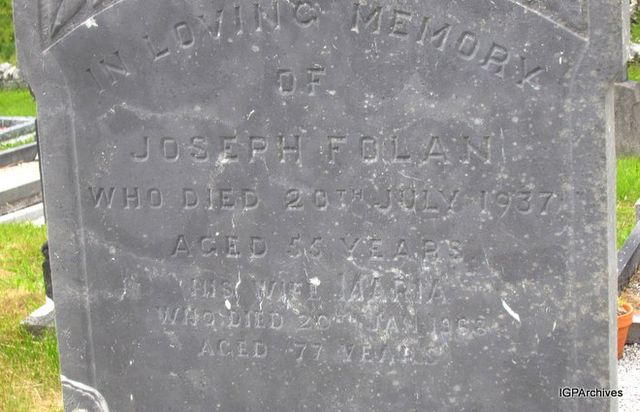 IN LOVING MEMORY
OF
JOSEPH FOLAN
WHO DIED 20TH JULY 1937
AGED 55 YEARS
HIS WIFE MARIA
WHO DIED 20TH JAN 1963
AGED 77 YEARS
IGPArchives